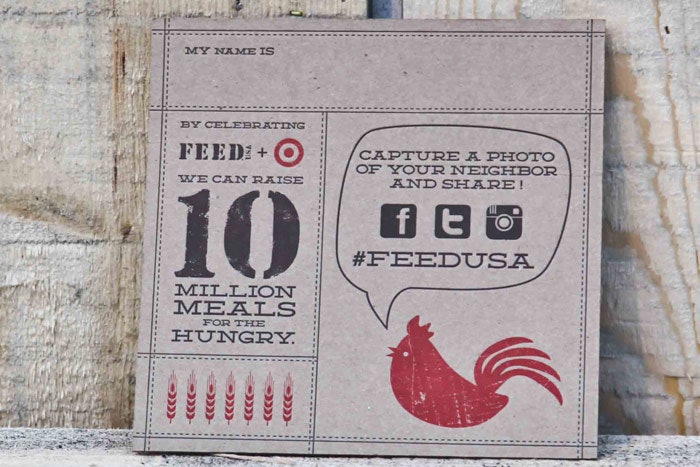 MY NAME IS
BY CELEBRATING
FEED USA +
WE CAN RAISE
10
MILLION
MEALS
FOR THE
HUNGRY.
CAPTURE A PHOTO
OF YOUR NEIGHBOR
AND SHARE!
f t
#FEEDUSA